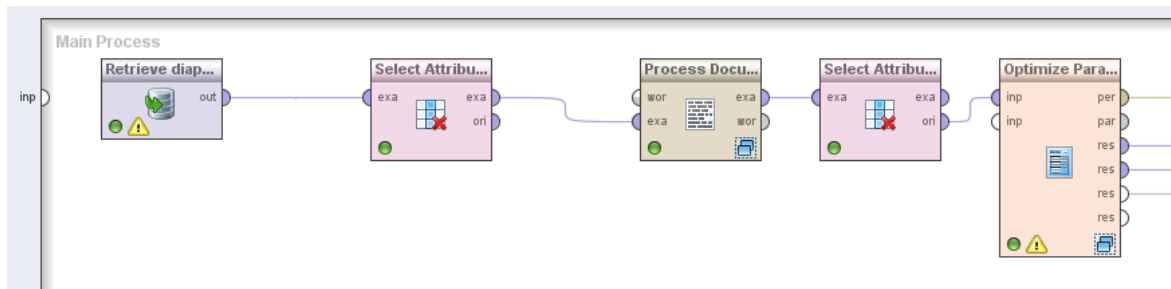 Main Process
inp
Retrieve diap...
out
Select Attribu...
exa
exa
ori
Process Docu...
wor
exa
exa
wor
Select Attribu...
exa
exa
ori
Optimize Para...
inp
per
inp
par
res
res
res
res